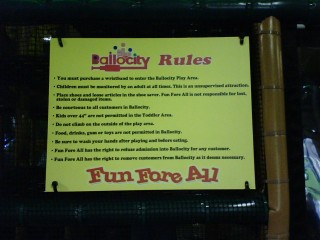 Ballocity Rules
• You must purchase a wristband to enter the Ballocity Play Area.
• Children must be monitored by an adult at all times. This is an unsupervised attraction.
• Place shoes and loose articles in the shoe saver. Fun Fore All is not responsible for lost,
stolen or damaged items.
• Be courteous to all customers in Ballocity.
• Kids over 42" are not permitted in the Toddler Area.
• Do not climb on the outside of the play area.
• Food, drinks, gum or toys are not permitted in Ballocity.
• Be sure to wash your hands after playing and before eating.
• Fun Fore All has the right to refuse admission into Ballocity for any customer.
• Fun Fore All has the right to remove customers from Ballocity as it deems necessary.
Fun Fore All